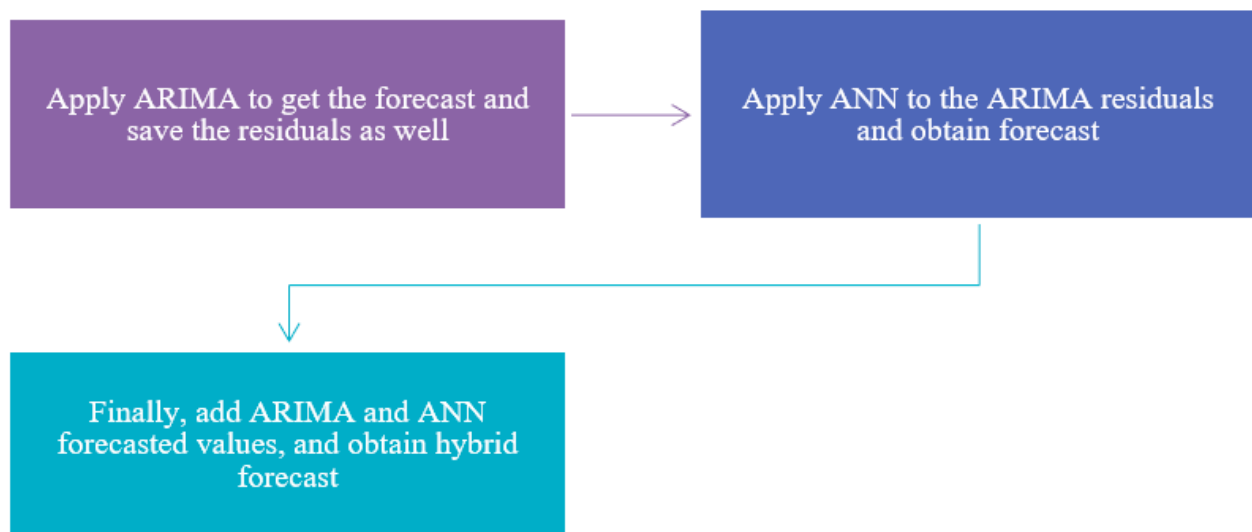 Apply ARIMA to get the forecast and
save the residuals as well
Apply ANN to the ARIMA residuals
and obtain forecast
Finally, add ARIMA and ANN
forecasted values, and obtain hybrid
forecast